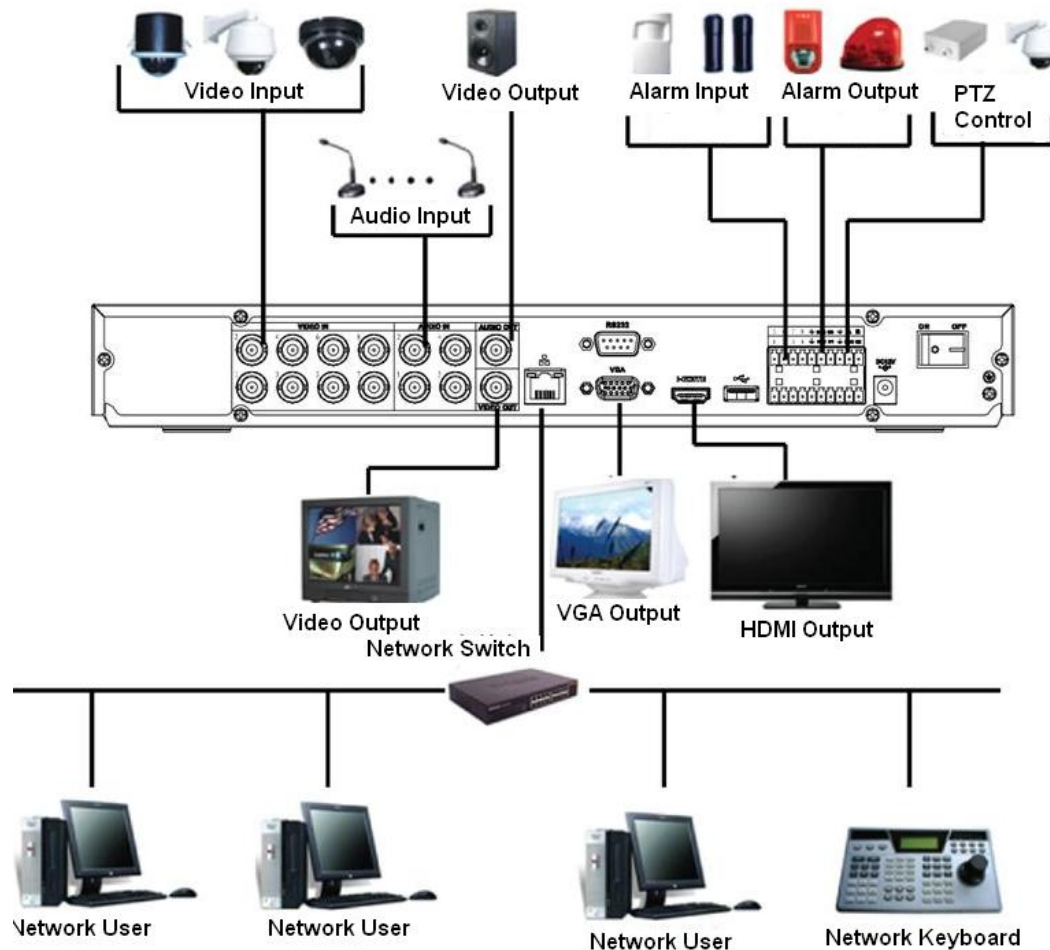 Video Input
Video Output
Alarm Input
Alarm Output
PTZ
Control
Audio Input
VIDEO IN
AUDIO IN
AUDIO OUT
RS232
ON OFF
VGA
HDMI
DC12V
VIDEO OUT
Video Output
VGA Output
HDMI Output
Network Switch
Network User
Network User
Network User
Network Keyboard